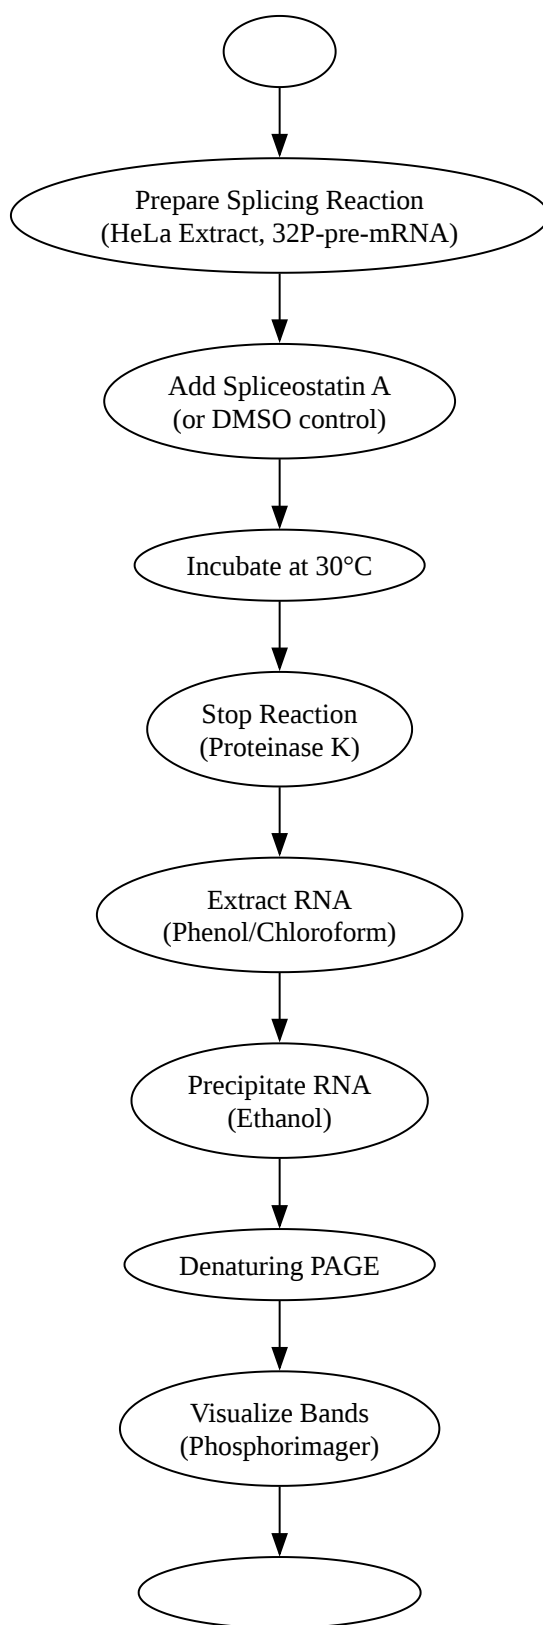 Prepare Splicing Reaction
(HeLa Extract, 32P-pre-mRNA)
Add Spliceostatin A
(or DMSO control)
Incubate at 30°C
Stop Reaction
(Proteinase K)
Extract RNA
(Phenol/Chloroform)
Precipitate RNA
(Ethanol)
Denaturing PAGE
Visualize Bands
(Phosphorimager)